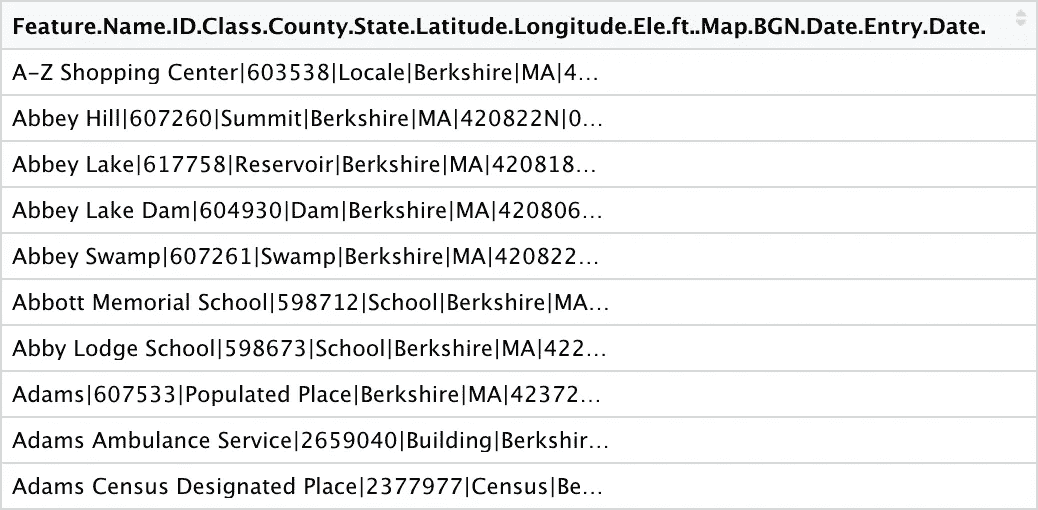 Feature.Name.ID.Class.County.State.Latitude.Longitude.Ele.ft..Map.BGN.Date.Entry.Date.
A-Z Shopping Center|603538|Locale|Berkshire|MA|4...
Abbey Hill|607260|Summit|Berkshire|MA|420822N|0...
Abbey Lake|617758|Reservoir|Berkshire|MA|420818...
Abbey Lake Dam|604930|Dam|Berkshire|MA|420806...
Abbey Swamp|607261|Swamp|Berkshire|MA|420822...
Abbott Memorial School|598712|School|Berkshire|MA...
Abby Lodge School|598673|School|Berkshire|MA|422...
Adams|607533|Populated Place|Berkshire|MA|42372...
Adams Ambulance Service|2659040|Building|Berkshir...
Adams Census Designated Place|2377977|Census|Be...